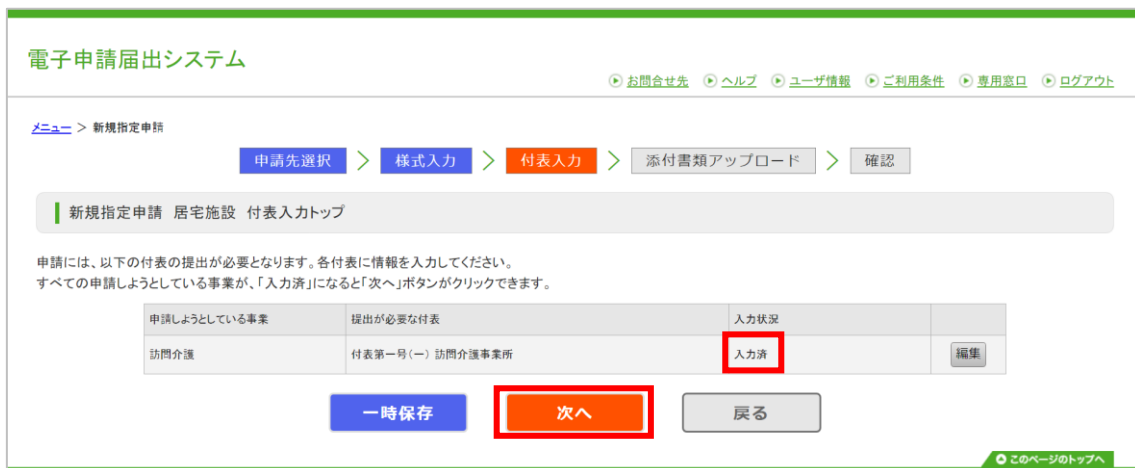 電子申請届出システム
お問合せ先 ヘルプ ユーザ情報 ご利用条件 専用窓口 ログアウト
メニュー > 新規指定申請
申請先選択 > 様式入力 > 付表入力 > 添付書類アップロード > 確認
新規指定申請 居宅施設 付表入力トップ
申請には、以下の付表の提出が必要となります。各付表に情報を入力してください。
すべての申請しようとしている事業が、「入力済」になると「次へ」ボタンがクリックできます。
申請しようとしている事業 提出が必要な付表 入力状況
訪問介護 付表第一号(一) 訪問介護事業所 入力済 編集
一時保存 次へ 戻る
このページのトップへ